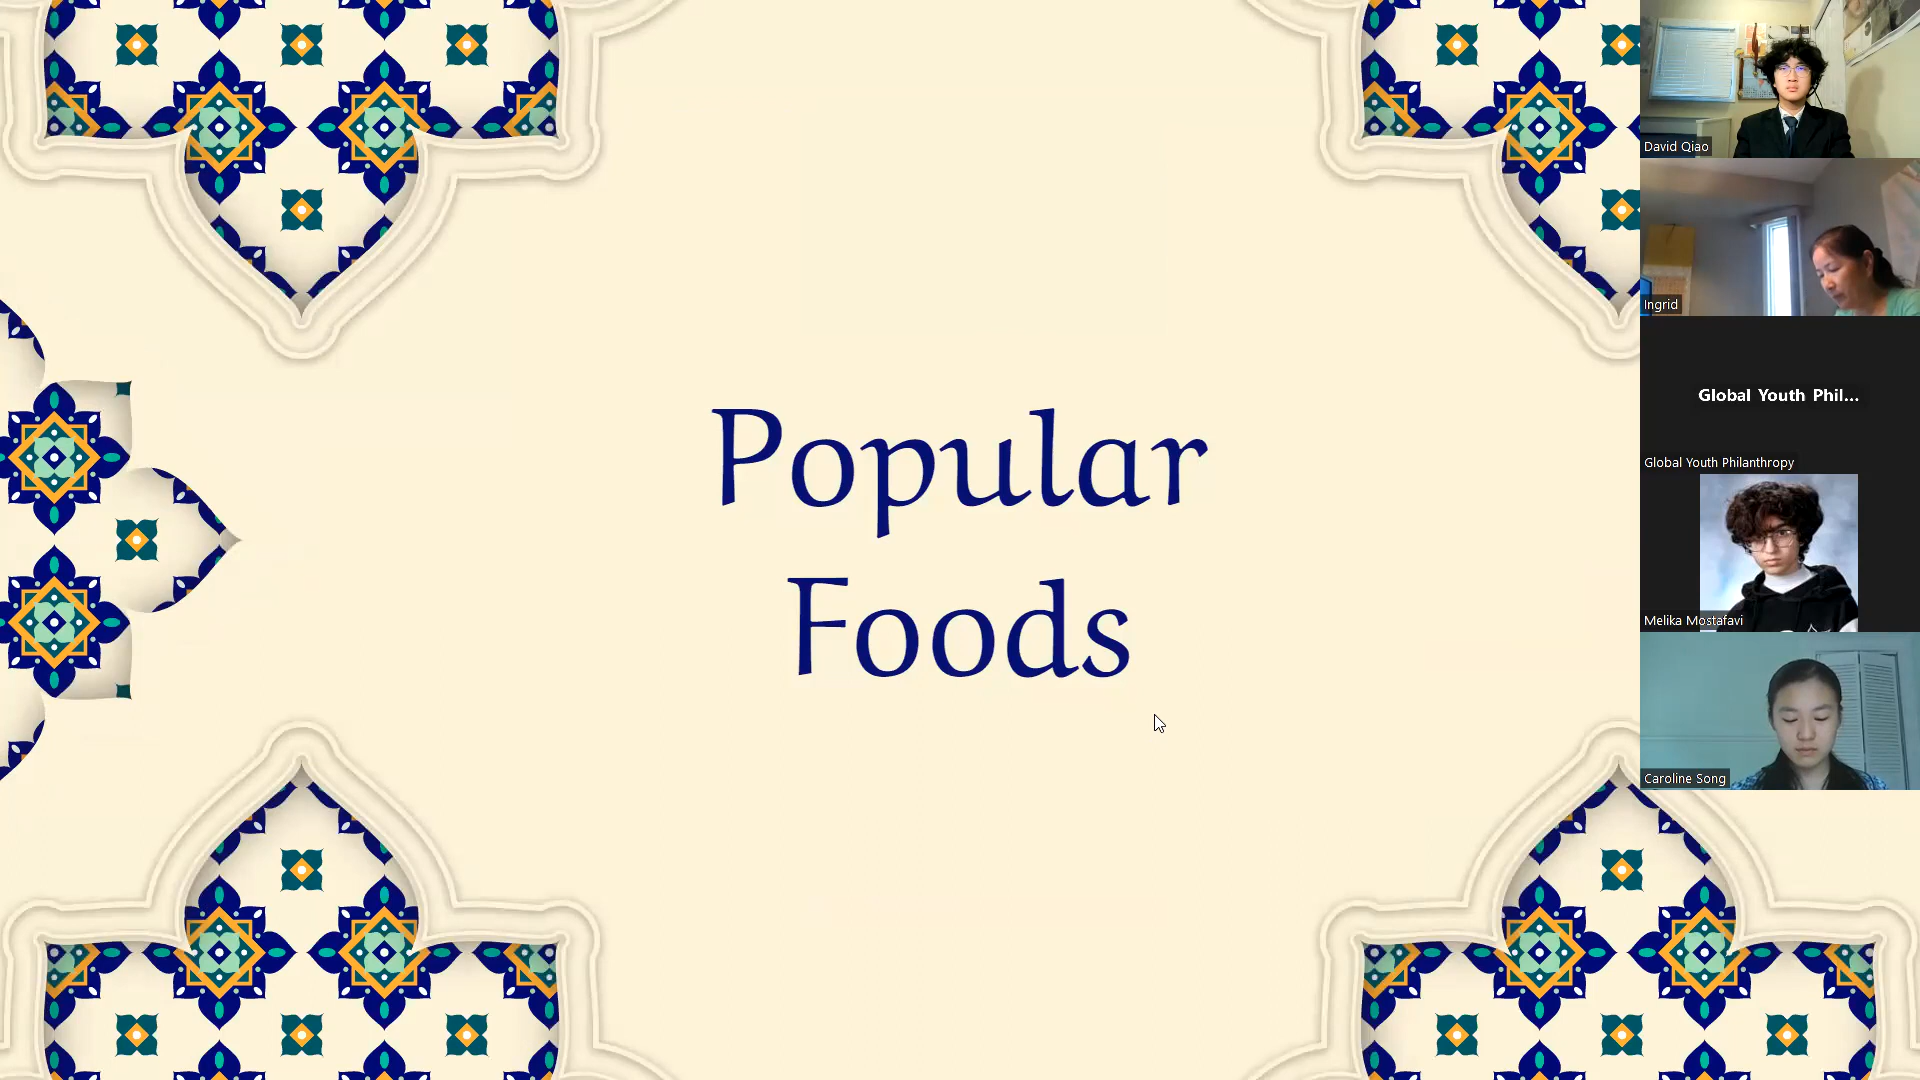 Popular
Foods
David Qiao
Ingrid
Global Youth Phil...
Global Youth Philanthropy
Melika Mostafavi
Caroline Song